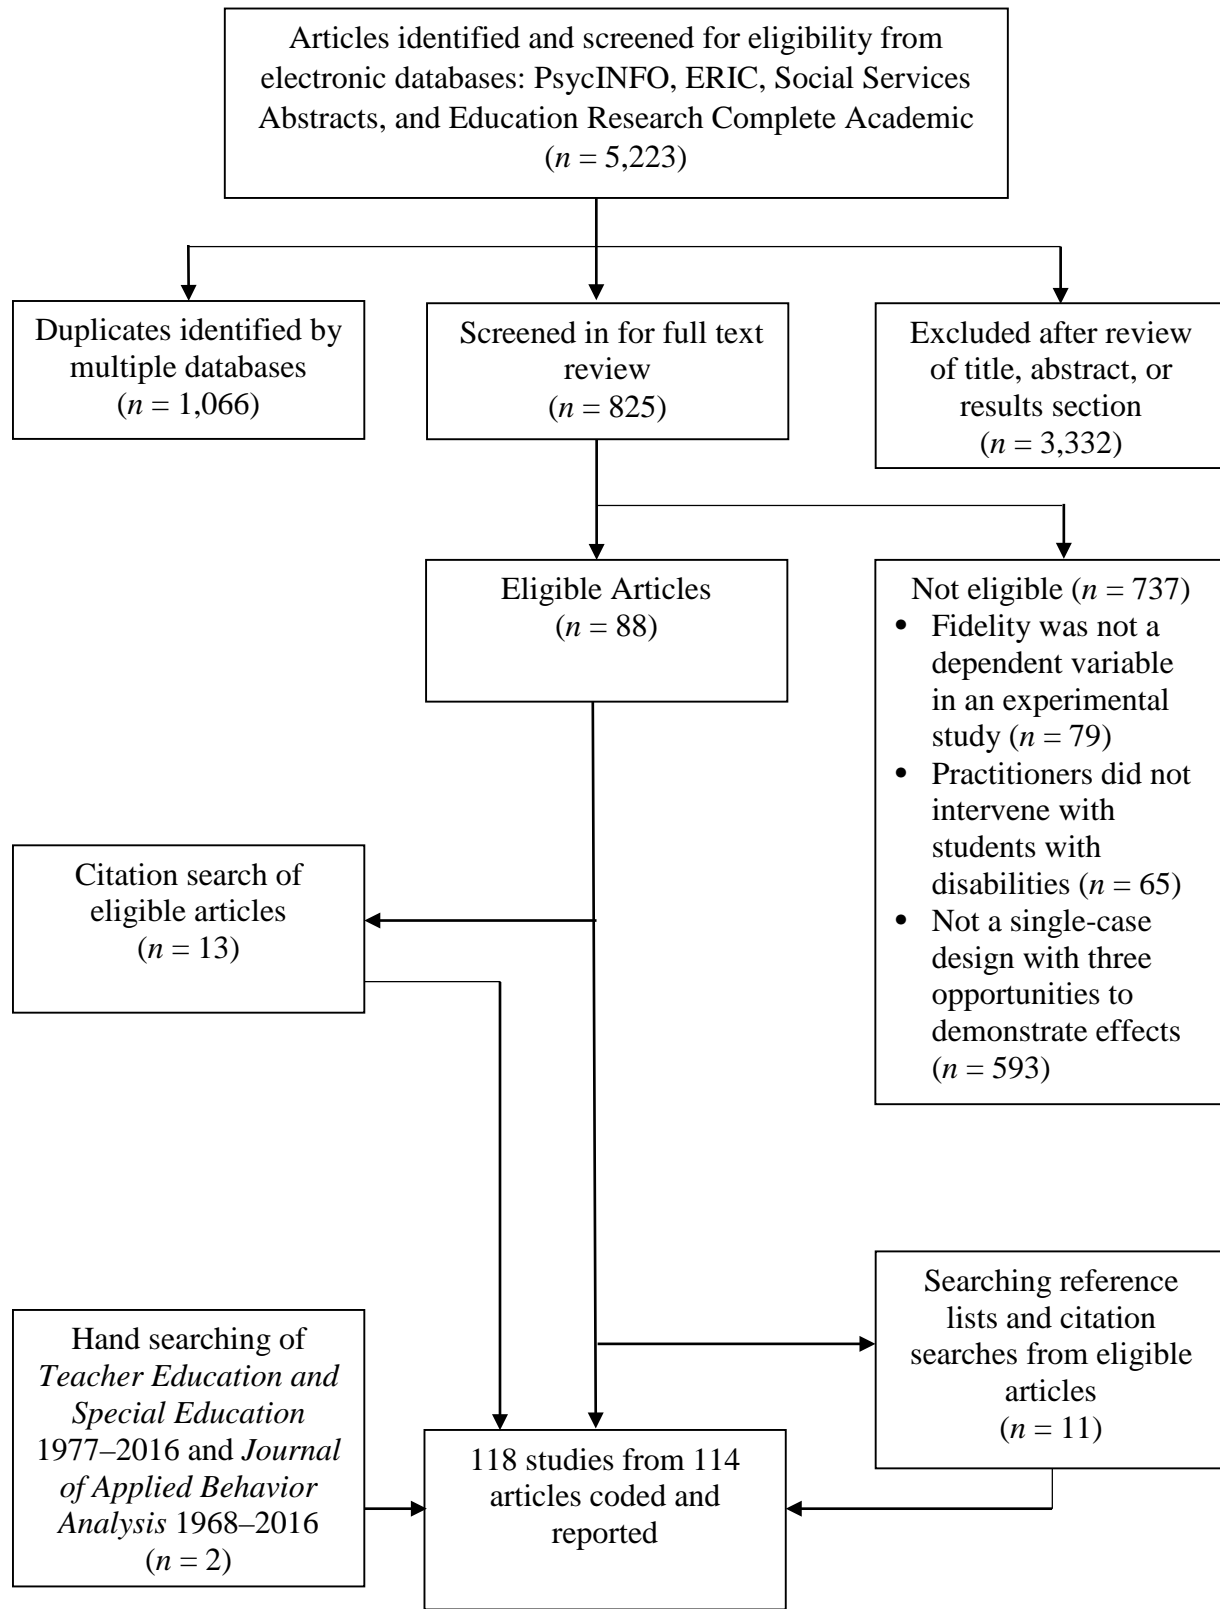 Articles identified and screened for eligibility from
electronic databases: PsycINFO, ERIC, Social Services
Abstracts, and Education Research Complete Academic
(n = 5,223)
Duplicates identified by
multiple databases
(n = 1,066)
Screened in for full text
review
(n = 825)
Excluded after review
of title, abstract, or
results section
(n = 3,332)
Eligible Articles
(n = 88)
Not eligible (n = 737)
• Fidelity was not a
dependent variable
in an experimental
study (n = 79)
• Practitioners did not
intervene with
students with
disabilities (n = 65)
• Not a single-case
design with three
opportunities to
demonstrate effects
(n = 593)
Citation search of
eligible articles
(n = 13)
Searching reference
lists and citation
searches from eligible
articles
(n = 11)
Hand searching of
Teacher Education and
Special Education
1977–2016 and Journal
of Applied Behavior
Analysis 1968–2016
(n = 2)
118 studies from 114
articles coded and
reported